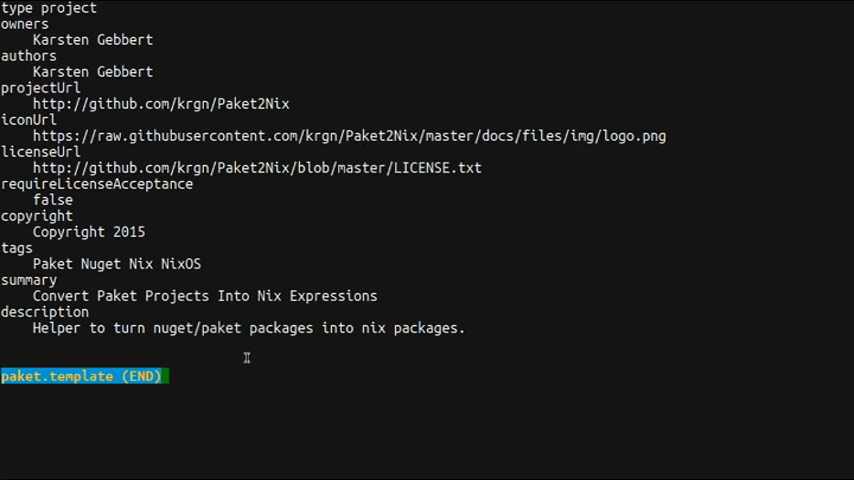 type project
owners
    Karsten Gebbert
authors
    Karsten Gebbert
projectUrl
    http://github.com/krgn/Paket2Nix
iconUrl
    https://raw.githubusercontent.com/krgn/Paket2Nix/master/docs/files/img/logo.png
licenseUrl
    http://github.com/krgn/Paket2Nix/blob/master/LICENSE.txt
requireLicenseAcceptance
    false
copyright
    Copyright 2015
tags
    Paket Nuget Nix NixOS
summary
    Convert Paket Projects Into Nix Expressions
description
    Helper to turn nuget/paket packages into nix packages.
paket.template (END)